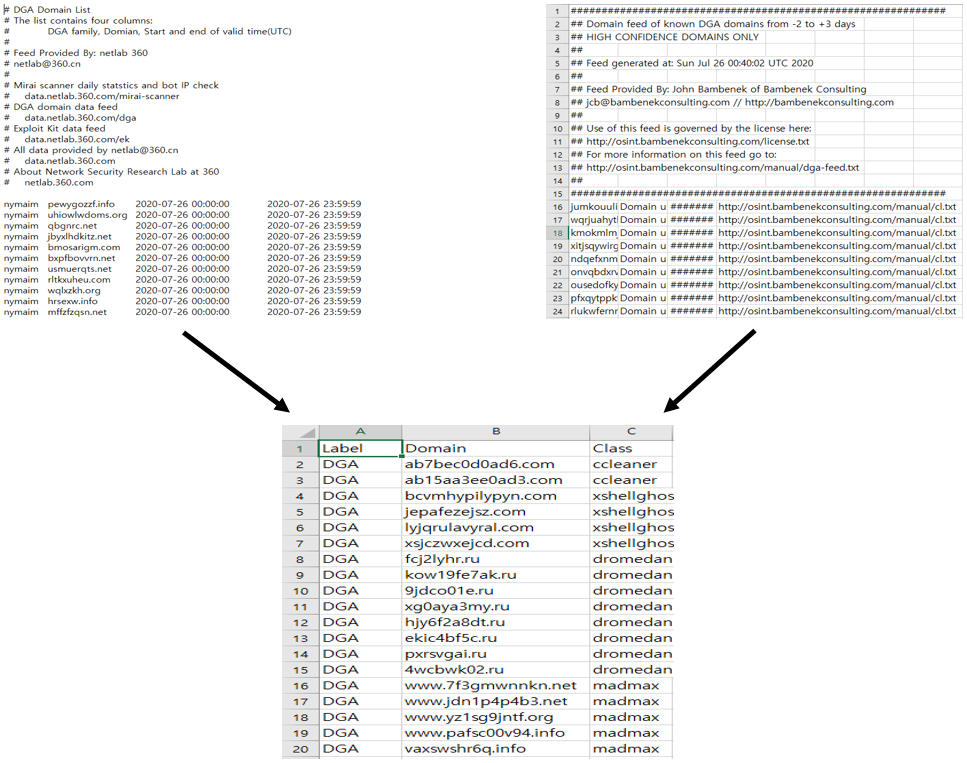 # DGA Domain List
# The list contains four columns:
# DGA family, Domian, Start and end of valid time(UTC)
#
# Feed Provided By: netlab 360
# netlab@360.cn
#
# Mirai scanner daily statstics and bot IP check
# data.netlab.360.com/mirai-scanner
# DGA domain data feed
# data.netlab.360.com/dga
# Exploit Kit data feed
# data.netlab.360.com/ek
# All data provided by netlab@360.cn
# data.netlab.360.com
# About Network Security Research Lab at 360
# netlab.360.com
nymaim pewygozzf.info 2020-07-26 00:00:00 2020-07-26 23:59:59
nymaim uhiowlwdoms.org 2020-07-26 00:00:00 2020-07-26 23:59:59
nymaim qbgnrc.net 2020-07-26 00:00:00 2020-07-26 23:59:59
nymaim jbyxlhdkitz.net 2020-07-26 00:00:00 2020-07-26 23:59:59
nymaim bmosarigm.com 2020-07-26 00:00:00 2020-07-26 23:59:59
nymaim bxpfbovvrn.net 2020-07-26 00:00:00 2020-07-26 23:59:59
nymaim usmuerqts.net 2020-07-26 00:00:00 2020-07-26 23:59:59
nymaim rltkxuheu.com 2020-07-26 00:00:00 2020-07-26 23:59:59
nymaim wqlxzkh.org 2020-07-26 00:00:00 2020-07-26 23:59:59
nymaim hrsexw.info 2020-07-26 00:00:00 2020-07-26 23:59:59
nymaim mffzfzqsn.net 2020-07-26 00:00:00 2020-07-26 23:59:59
1 #############################################################
2 ## Domain feed of known DGA domains from -2 to +3 days
3 ## HIGH CONFIDENCE DOMAINS ONLY
4 ##
5 ## Feed generated at: Sun Jul 26 00:40:02 UTC 2020
6 ##
7 ## Feed Provided By: John Bambenek of Bambenek Consulting
8 ## jcb@bambenekconsulting.com // http://bambenekconsulting.com
9 ##
10 ## Use of this feed is governed by the license here:
11 ## http://osint.bambenekconsulting.com/license.txt
12 ## For more information on this feed go to:
13 ## http://osint.bambenekconsulting.com/manual/dga-feed.txt
14 ##
15 #############################################################
16 jumkouuli Domain u ####### http://osint.bambenekconsulting.com/manual/cl.txt
17 wqrjuahyt Domain u ####### http://osint.bambenekconsulting.com/manual/cl.txt
18 kmokmlm Domain u ####### http://osint.bambenekconsulting.com/manual/cl.txt
19 xitjsqywirg Domain u ####### http://osint.bambenekconsulting.com/manual/cl.txt
20 ndqefxnm Domain u ####### http://osint.bambenekconsulting.com/manual/cl.txt
21 onvqbdxn Domain u ####### http://osint.bambenekconsulting.com/manual/cl.txt
22 ousedofky Domain u ####### http://osint.bambenekconsulting.com/manual/cl.txt
23 pfxqytppk Domain u ####### http://osint.bambenekconsulting.com/manual/cl.txt
24 rlukwfernr Domain u ####### http://osint.bambenekconsulting.com/manual/cl.txt
A B C
1 Label Domain Class
2 DGA ab7bec0d0ad6.com ccleaner
3 DGA ab15aa3ee0ad3.com ccleaner
4 DGA bcvmhypilypyn.com xshellghos
5 DGA jepafezejsz.com xshellghos
6 DGA lyjqrulavyral.com xshellghos
7 DGA xsjczwxejcd.com xshellghos
8 DGA fcj2lyhr.ru dromedan
9 DGA kow19fe7ak.ru dromedan
10 DGA 9jdco01e.ru dromedan
11 DGA xg0aya3my.ru dromedan
12 DGA hjy6f2a8dt.ru dromedan
13 DGA ekic4bf5c.ru dromedan
14 DGA pxrsvgai.ru dromedan
15 DGA 4wcbwk02.ru dromedan
16 DGA www.7f3gmwnnkn.net madmax
17 DGA www.jdn1p4p4b3.net madmax
18 DGA www.yz1sg9jntf.org madmax
19 DGA www.pafsc00v94.info madmax
20 DGA vaxswshr6q.info madmax